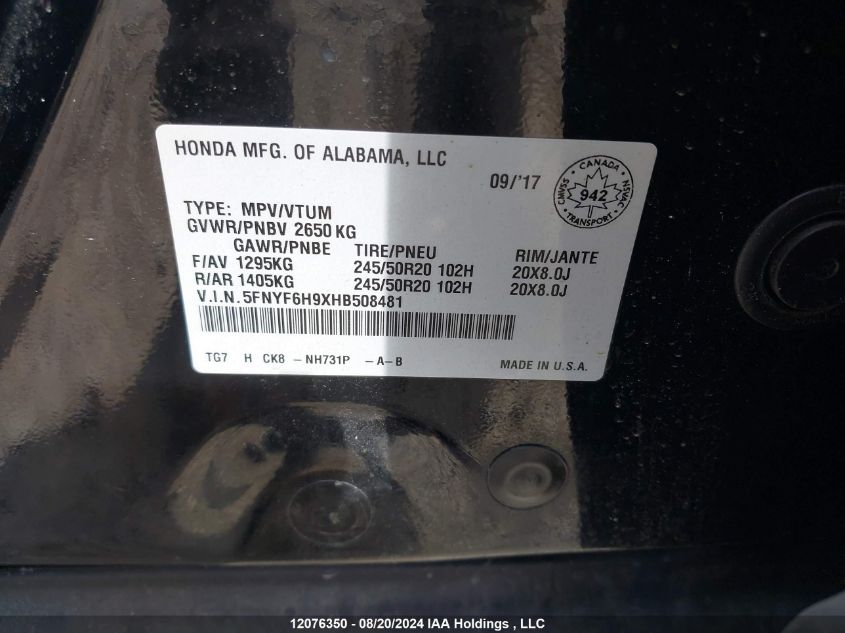 HONDA MFG. OF ALABAMA, LLC
09/'17
CANADA
CMVSS 942 NSVAC
TRANSPORT
TYPE: MPV/VTUM
GVWR/PNBV 2650 KG
GAWR/PNBE TIRE/PNEU RIM/JANTE
F/AV 1295KG 245/50R20 102H 20X8.0J
R/AR 1405KG 245/50R20 102H 20X8.0J
V.I.N.5FNYF6H9XHB508481
TG7 H CK8 - NH731P - A - B MADE IN U.S.A.
12076350 - 08/20/2024 IAA Holdings , LLC